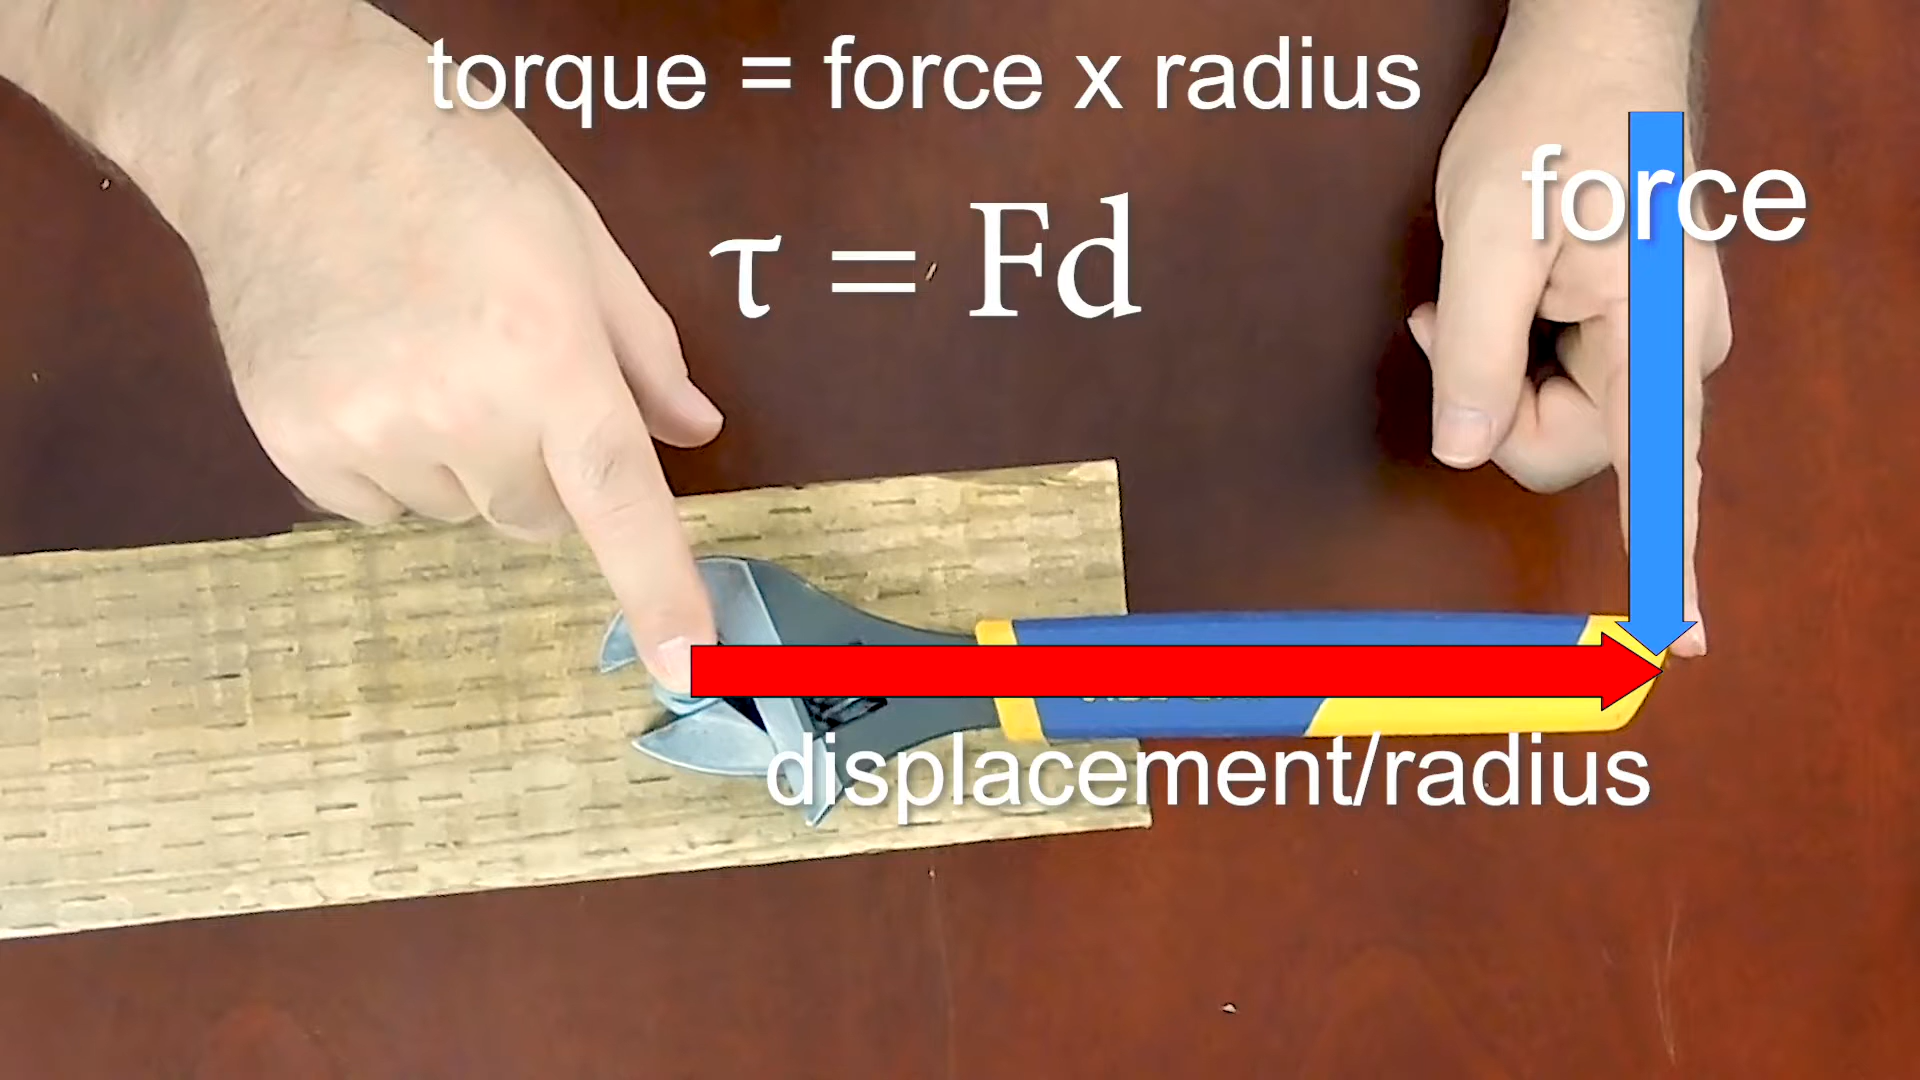 torque = force x radius
force
τ = Fd
displacement/radius